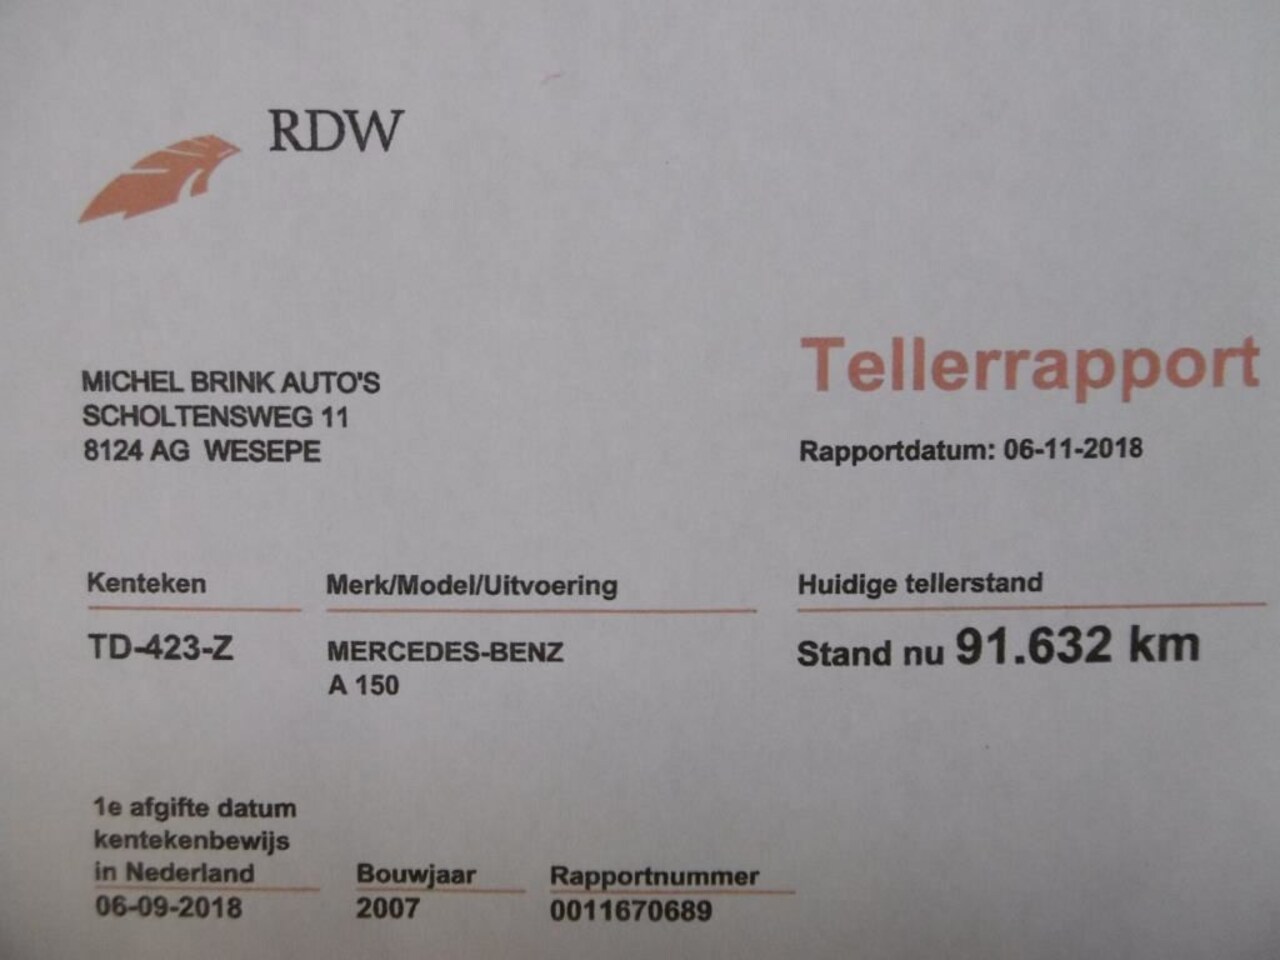 RDW
MICHEL BRINK AUTO'S
SCHOLTENSWEG 11
8124 AG WESEPE
Tellerrapport
Rapportdatum: 06-11-2018
Kenteken
TD-423-Z
Merk/Model/Uitvoering
MERCEDES-BENZ
A 150
Huidige tellerstand
Stand nu 91.632 km
1e afgifte datum
kentekenbewijs
in Nederland
06-09-2018
Bouwjaar
2007
Rapportnummer
0011670689